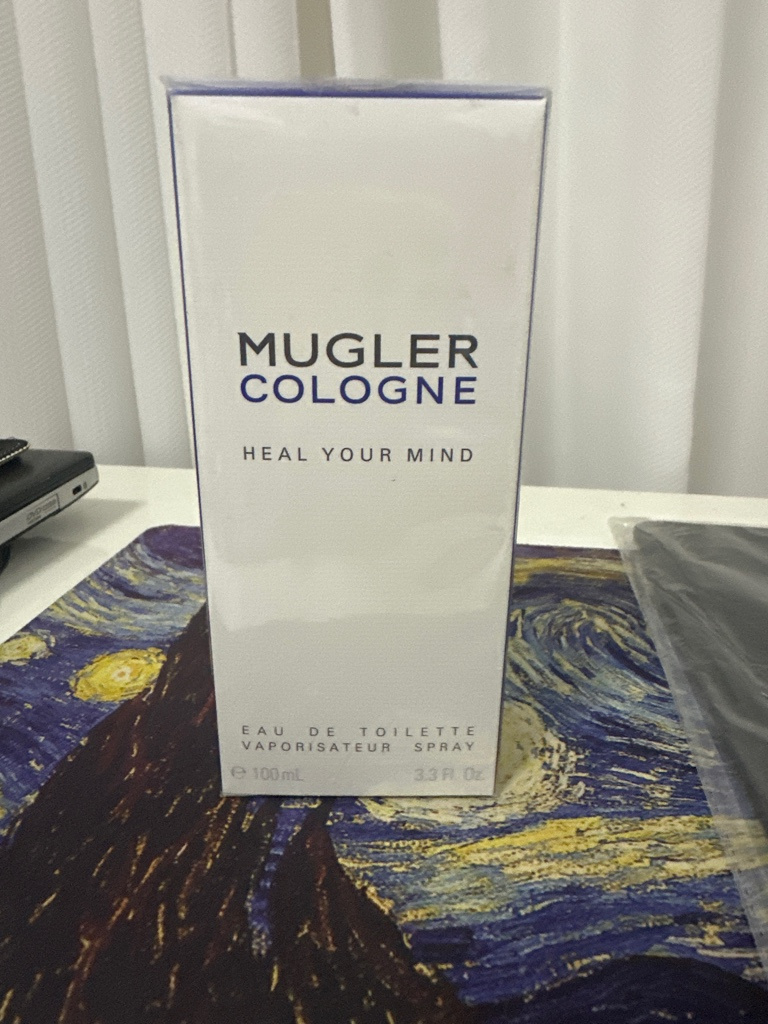 MUGLER
COLOGNE
HEAL YOUR MIND
EAU DE TOILETTE
VAPORISATEUR SPRAY
℮ 100 mL 3.3 Fl. Oz.